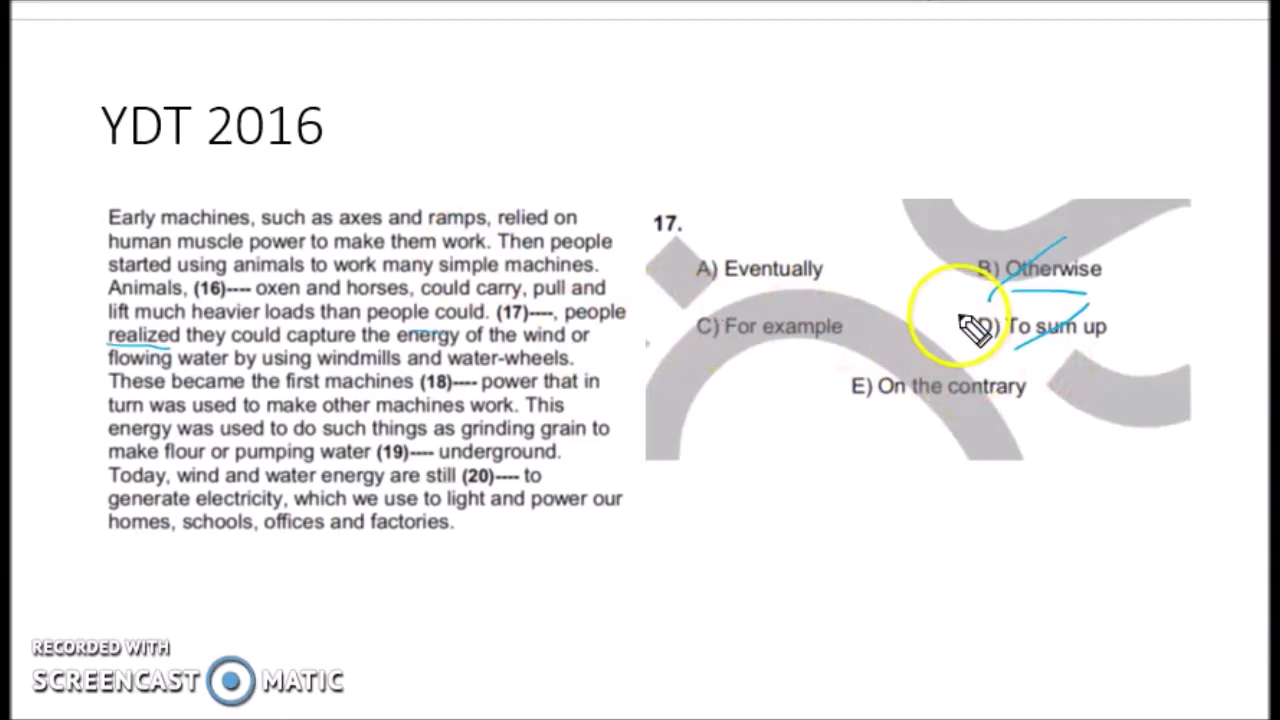 YDT 2016
Early machines, such as axes and ramps, relied on
human muscle power to make them work. Then people
started using animals to work many simple machines.
Animals, (16)---- oxen and horses, could carry, pull and
lift much heavier loads than people could. (17)----, people
realized they could capture the energy of the wind or
flowing water by using windmills and water-wheels.
These became the first machines (18)---- power that in
turn was used to make other machines work. This
energy was used to do such things as grinding grain to
make flour or pumping water (19)---- underground.
Today, wind and water energy are still (20)---- to
generate electricity, which we use to light and power our
homes, schools, offices and factories.
17.
A) Eventually B) Otherwise
C) For example D) To sum up
E) On the contrary
RECORDED WITH
SCREENCAST MATIC